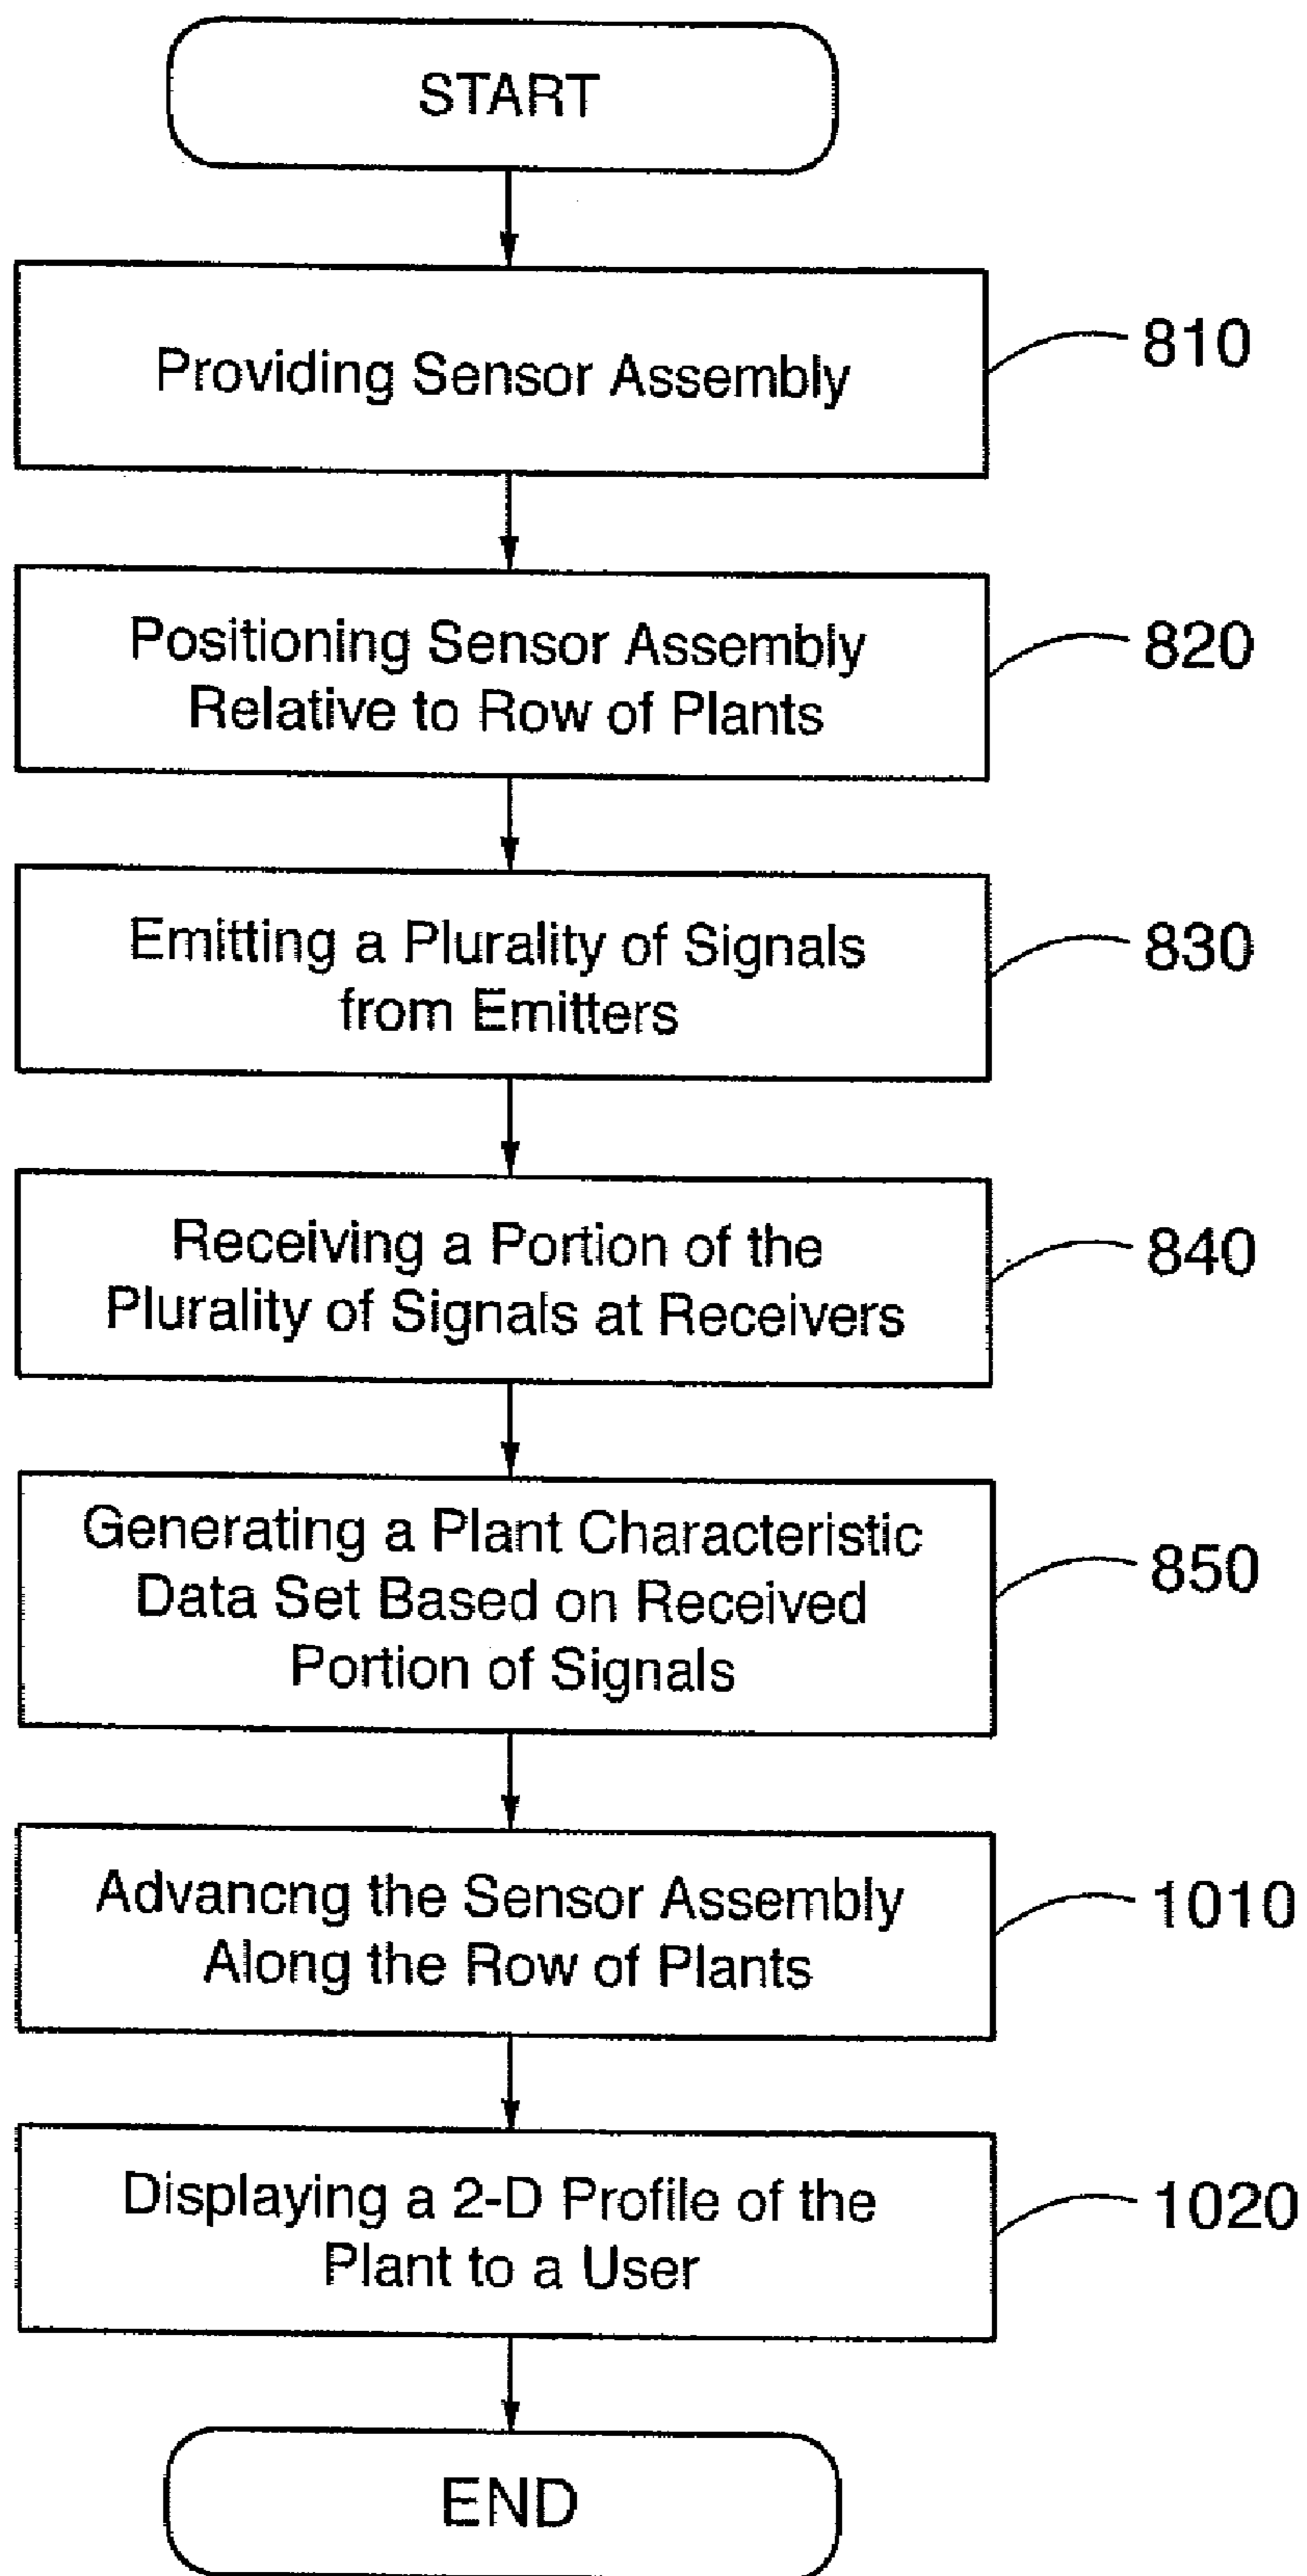 START
Providing Sensor Assembly
810
Positioning Sensor Assembly
Relative to Row of Plants
820
Emitting a Plurality of Signals
from Emitters
830
Receiving a Portion of the
Plurality of Signals at Receivers
840
Generating a Plant Characteristic
Data Set Based on Received
Portion of Signals
850
Advancng the Sensor Assembly
Along the Row of Plants
1010
Displaying a 2-D Profile of the
Plant to a User
1020
END